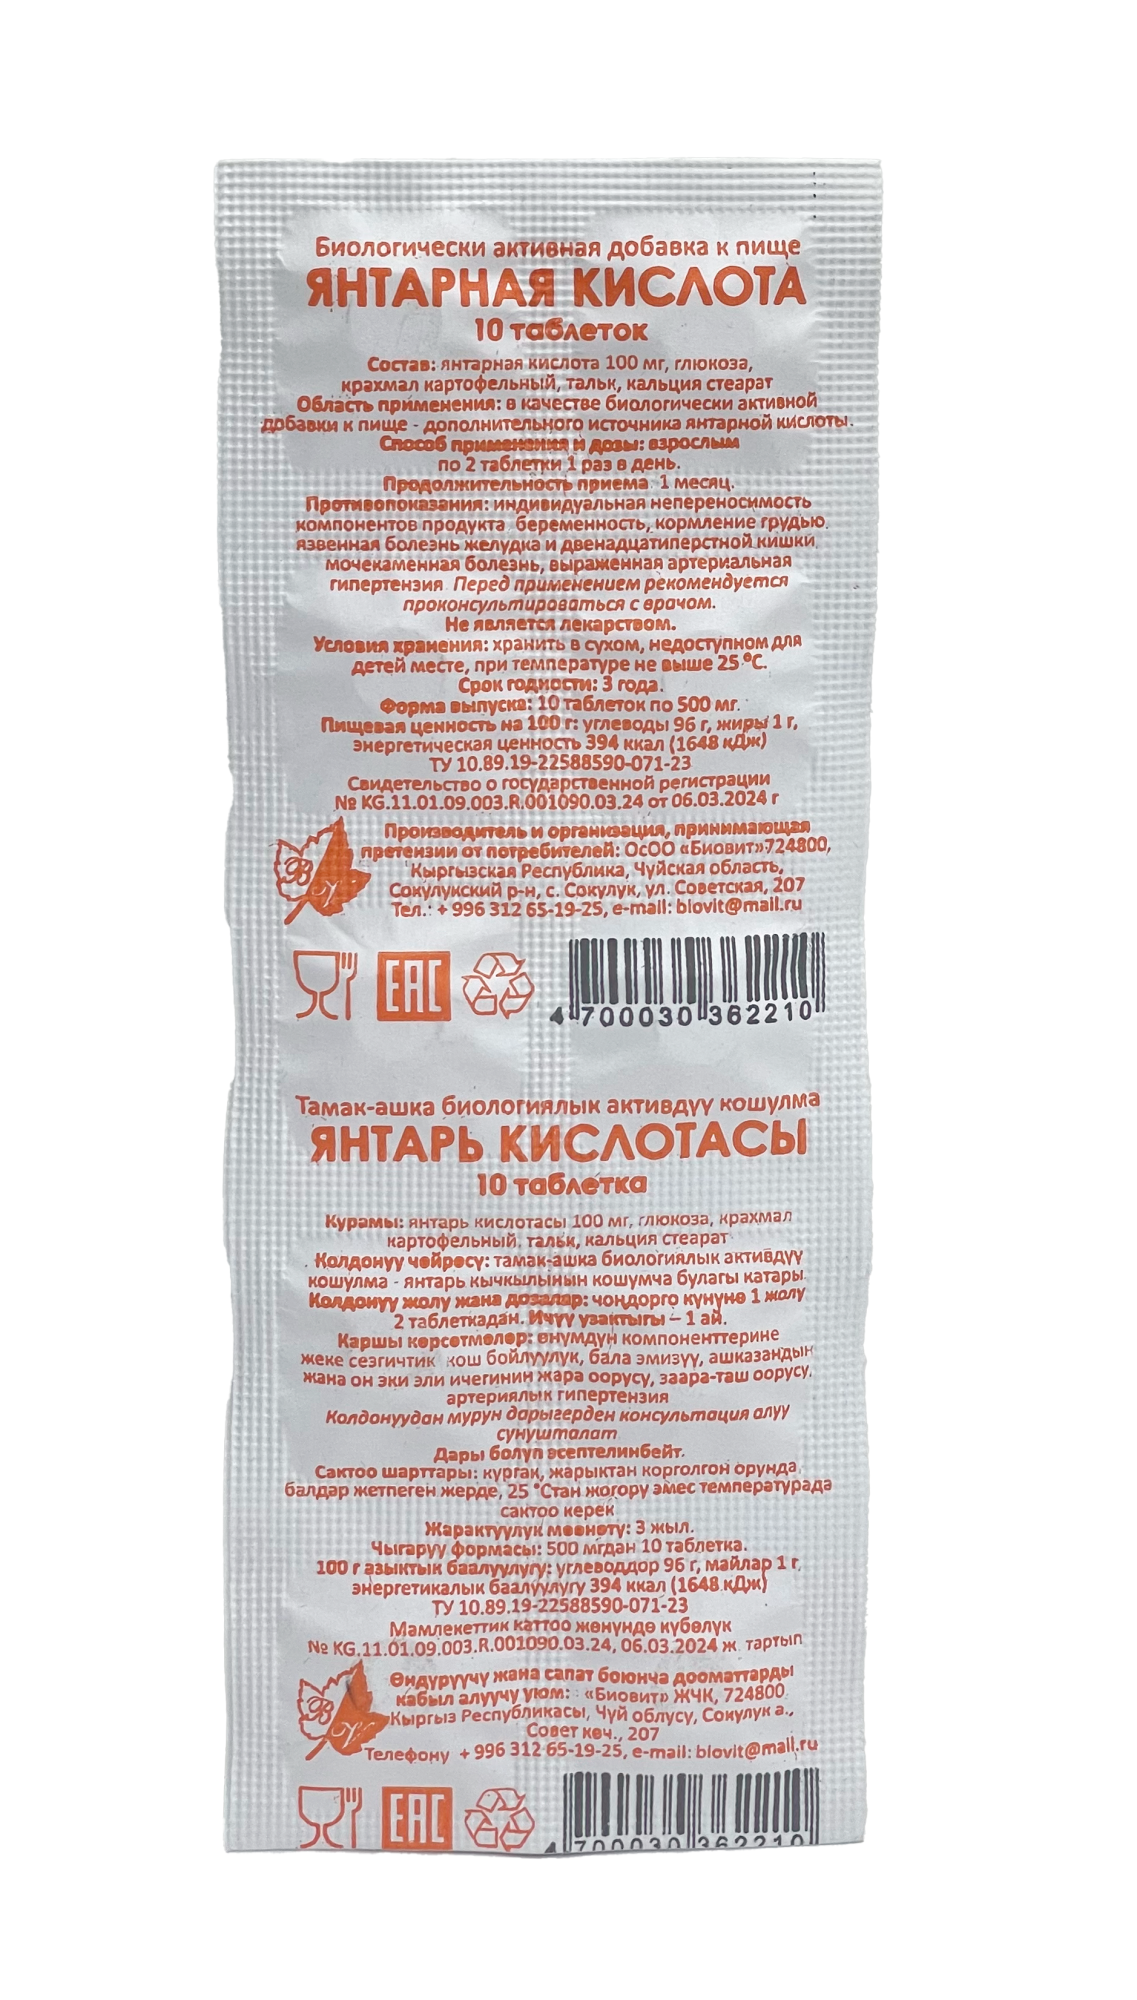 Биологически активная добавка к пище
ЯНТАРНАЯ КИСЛОТА
10 таблеток
Состав: янтарная кислота 100 мг, глюкоза,
крахмал картофельный, тальк, кальция стеарат
Область применения: в качестве биологически активной
добавки к пище - дополнительного источника янтарной кислоты.
Способ применения и дозы: взрослым
по 2 таблетки 1 раз в день.
Продолжительность приема 1 месяц.
Противопоказания: индивидуальная непереносимость
компонентов продукта беременность, кормление грудью,
язвенная болезнь желудка и двенадцатиперстной кишки,
мочекаменная болезнь, выраженная артериальная
гипертензия. Перед применением рекомендуется
проконсультироваться с врачом.
Не является лекарством.
Условия хранения: хранить в сухом, недоступном для
детей месте, при температуре не выше 25 °С.
Срок годности: 3 года.
Форма выпуска: 10 таблеток по 500 мг.
Пищевая ценность на 100 г: углеводы 96 г, жиры 1 г,
энергетическая ценность 394 ккал (1648 кДж)
ТУ 10.89.19-22588590-071-23
Свидетельство о государственной регистрации
№ KG.11.01.09.003.R.001090.03.24 от 06.03.2024 г
Производитель и организация, принимающая
претензии от потребителей: ОсОО «Биовит»724800,
Кыргызская Республика, Чуйская область,
Сокулукский р-н, с. Сокулук, ул. Советская, 207
Тел.: + 996 312 65-19-25, e-mail: biovit@mail.ru
BV
EAC
4 700030 362210
Тамак-ашка биологиялык активдүү кошулма
ЯНТАРЬ КИСЛОТАСЫ
10 таблетка
Курамы: янтарь кислотасы 100 мг, глюкоза, крахмал
картофельный, тальк, кальция стеарат
Колдонуу чөйрөсү: тамак-ашка биологиялык активдүү
кошулма - янтарь кычкылынын кошумча булагы катары.
Колдонуу жолу жана дозалар: чоңдорго күнүнө 1 жолу
2 таблеткадан. Ичүү узактыгы – 1 ай.
Каршы көрсөтмөлөр: өнүмдүн компоненттерине
жеке сезгичтик кош бойлуулук, бала эмизүү, ашказандын
жана он эки эли ичегинин жара оорусу, заара-таш оорусу,
артериялык гипертензия
Колдонуудан мурун дарыгерден консультация алуу
сунушталат
Дары болуп эсептелинбейт.
Сактоо шарттары: кургак, жарыктан корголгон орунда,
балдар жетпеген жерде, 25 °Стан жогору эмес температурада
сактоо керек
Жарактуулук мөөнөтү: 3 жыл.
Чыгаруу формасы: 500 мгдан 10 таблетка.
100 г азыктык баалуулугу: углеводдор 96 г, майлар 1 г,
энергетикалык баалуулугу 394 ккал (1648 кДж)
ТУ 10.89.19-22588590-071-23
Мамлекеттик каттоо жөнүндө күбөлүк
№ KG.11.01.09.003.R.001090.03.24, 06.03.2024 ж. тартып
Өндүрүүчү жана сапат боюнча дооматтарды
кабыл алуучу уюм: «Биовит» ЖЧК, 724800
Кыргыз Республикасы, Чүй облусу, Сокулук а.,
Совет көч., 207
Телефону + 996 312 65-19-25, e-mail: biovit@mail.ru
BV
EAC
4 700030 362210